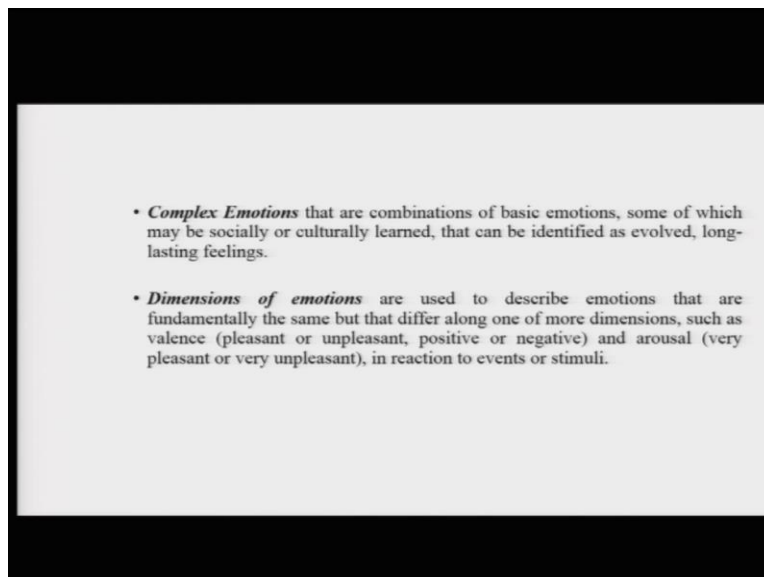 • Complex Emotions that are combinations of basic emotions, some of which
may be socially or culturally learned, that can be identified as evolved, long-
lasting feelings.
• Dimensions of emotions are used to describe emotions that are
fundamentally the same but that differ along one of more dimensions, such as
valence (pleasant or unpleasant, positive or negative) and arousal (very
pleasant or very unpleasant), in reaction to events or stimuli.